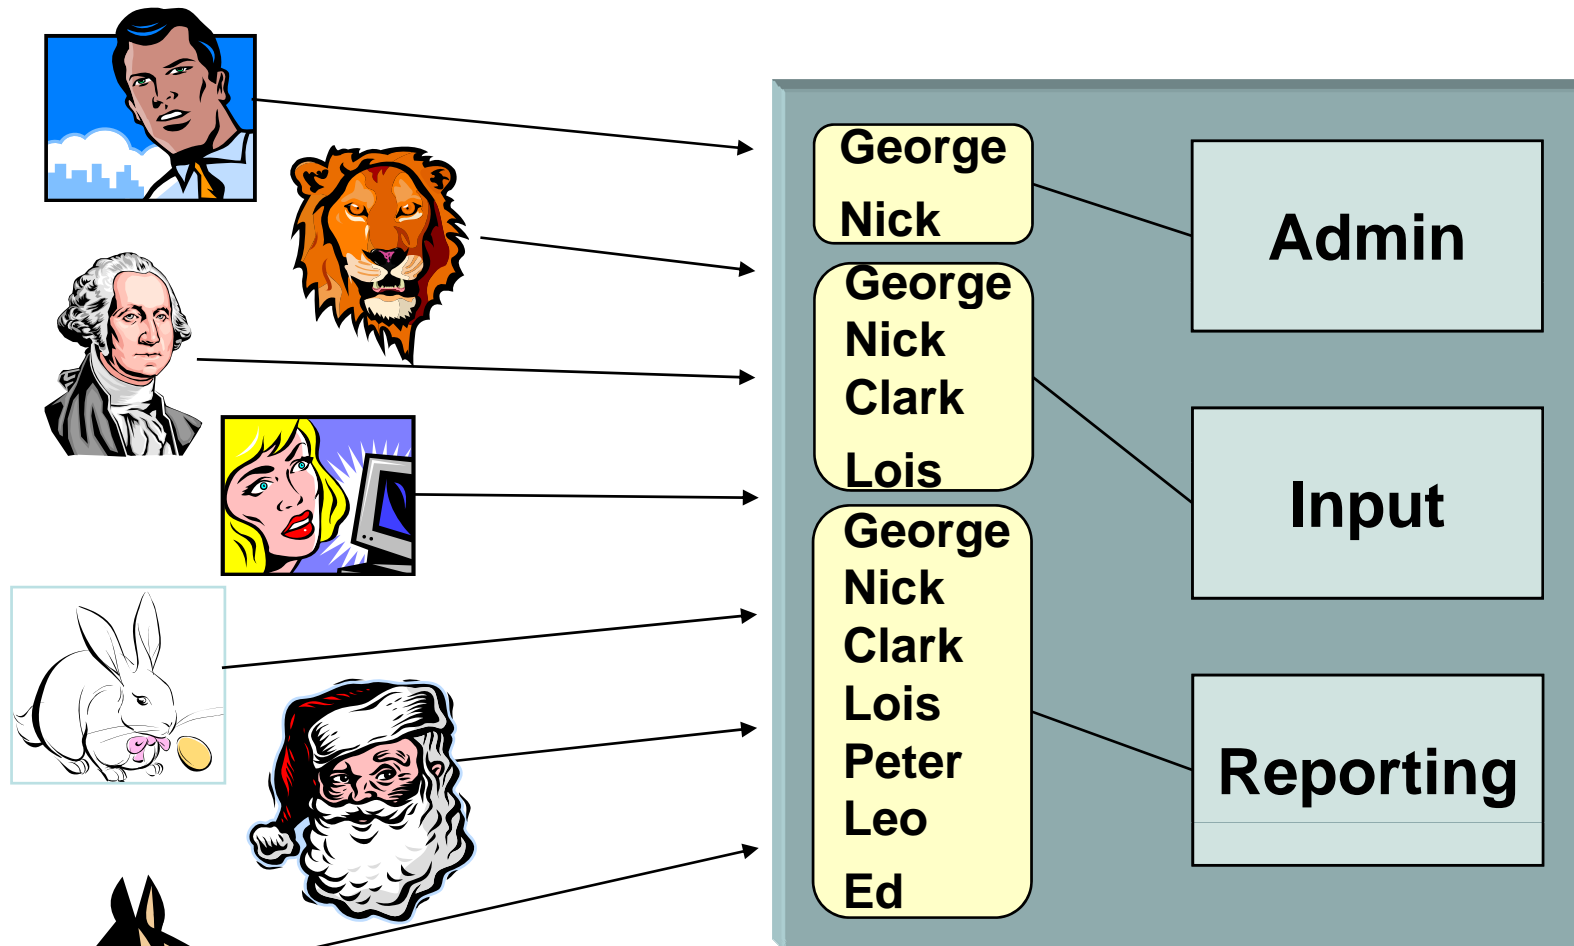 George
Nick
Admin
George
Nick
Clark
Lois
Input
George
Nick
Clark
Lois
Peter
Leo
Ed
Reporting